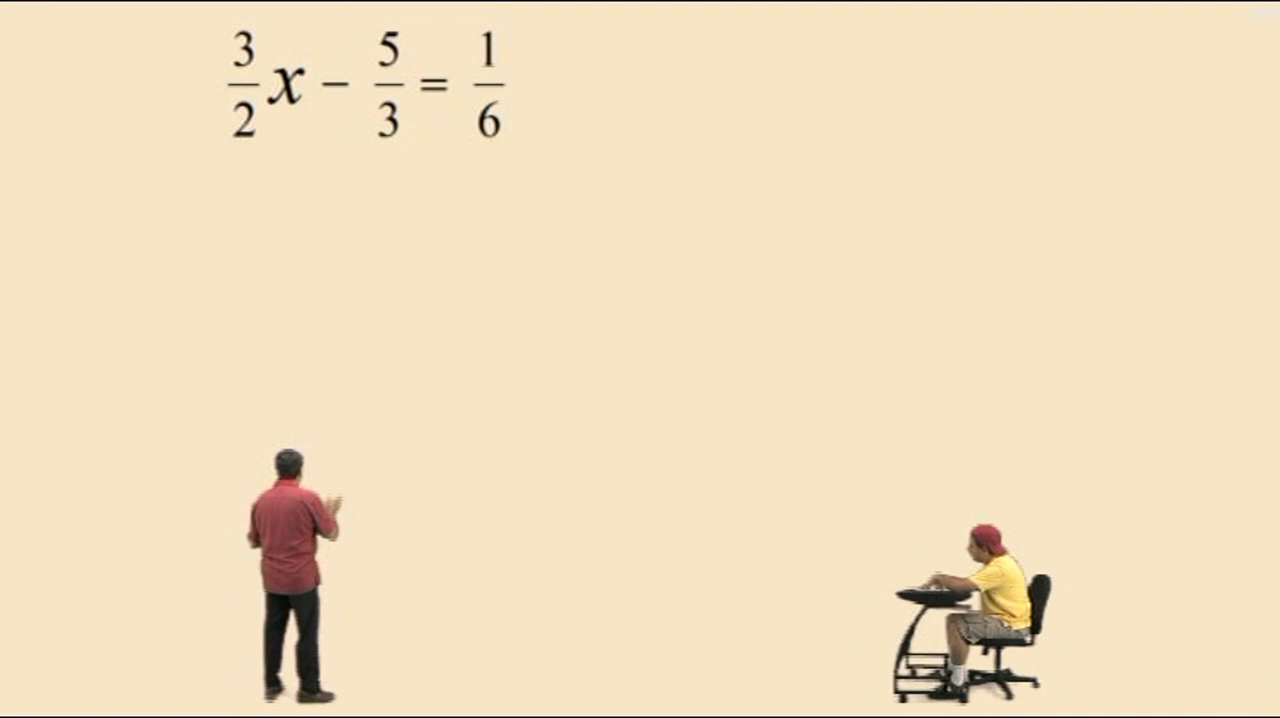 3/2 x − 5/3 = 1/6